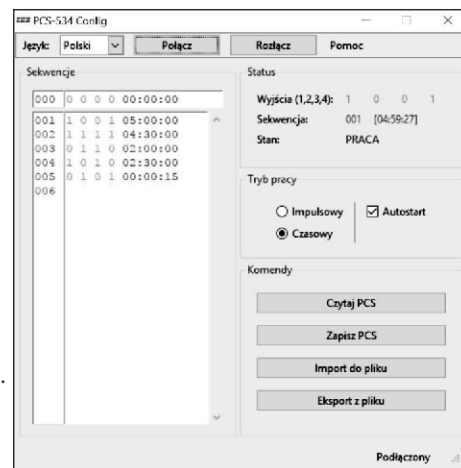 PCS-534 Config
Język: Polski Połącz Rozłącz Pomoc
Sekwencje
000 0 0 0 0 00:00:00
001 1 0 0 1 05:00:00
002 1 1 1 1 04:30:00
003 0 1 1 0 02:00:00
004 1 0 1 0 02:30:00
005 0 1 0 1 00:00:15
006
Status
Wyjścia (1,2,3,4): 1 0 0 1
Sekwencja: 001 [04:59:27]
Stan: PRACA
Tryb pracy
Impulsowy Autostart
Czasowy
Komendy
Czytaj PCS
Zapisz PCS
Import do pliku
Eksport z pliku
Podłączony